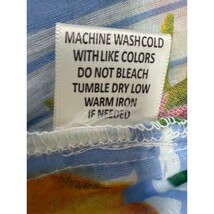 MACHINE WASH COLD
WITH LIKE COLORS
DO NOT BLEACH
TUMBLE DRY LOW
WARM IRON
IF NEEDED